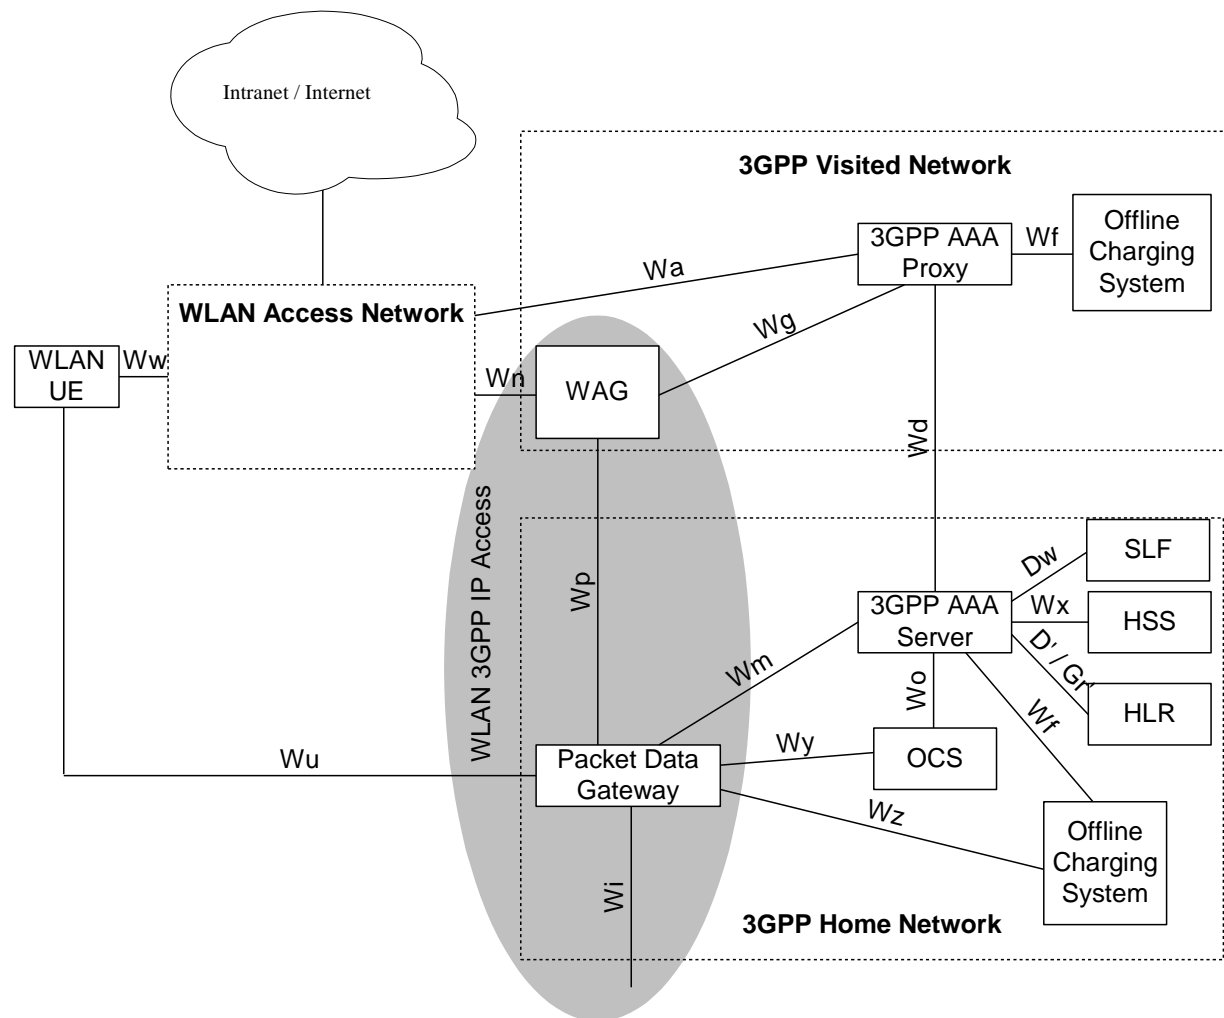 Intranet / Internet
3GPP Visited Network
3GPP AAA
Proxy
Wf
Offline
Charging
System
Wa
Wg
WLAN Access Network
WLAN
UE
Ww
Wn
WAG
Wd
WLAN 3GPP IP Access
Wp
SLF
Dw
3GPP AAA
Server
Wx
HSS
D' / Gr'
HLR
Wm
Wo
Wf
Wu
Packet Data
Gateway
Wy
OCS
Wz
Offline
Charging
System
Wi
3GPP Home Network